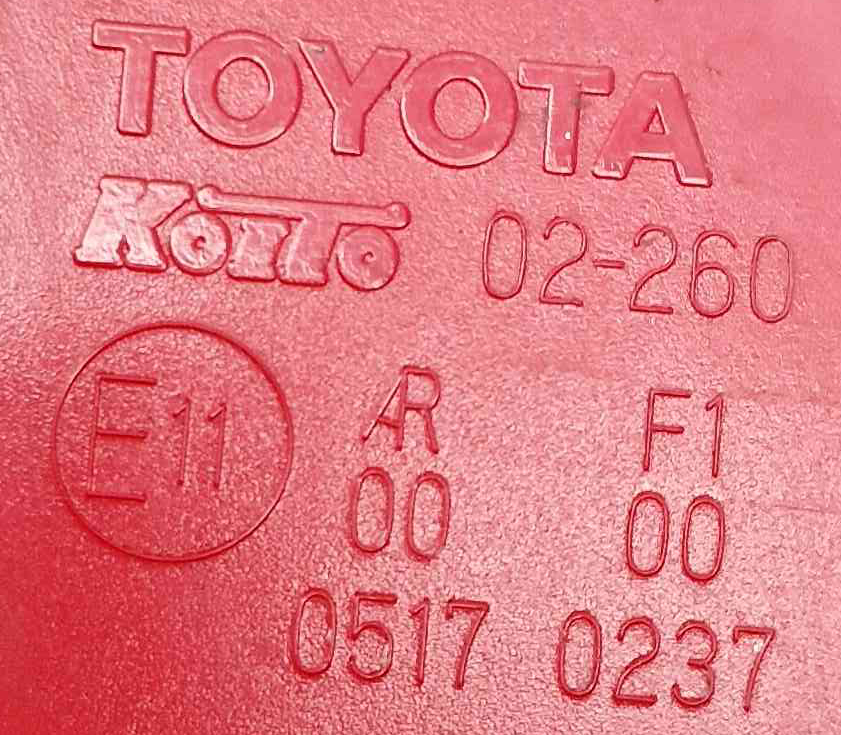 TOYOTA
KOITO 02-260
E11 AR F1
00 00
0517 0237